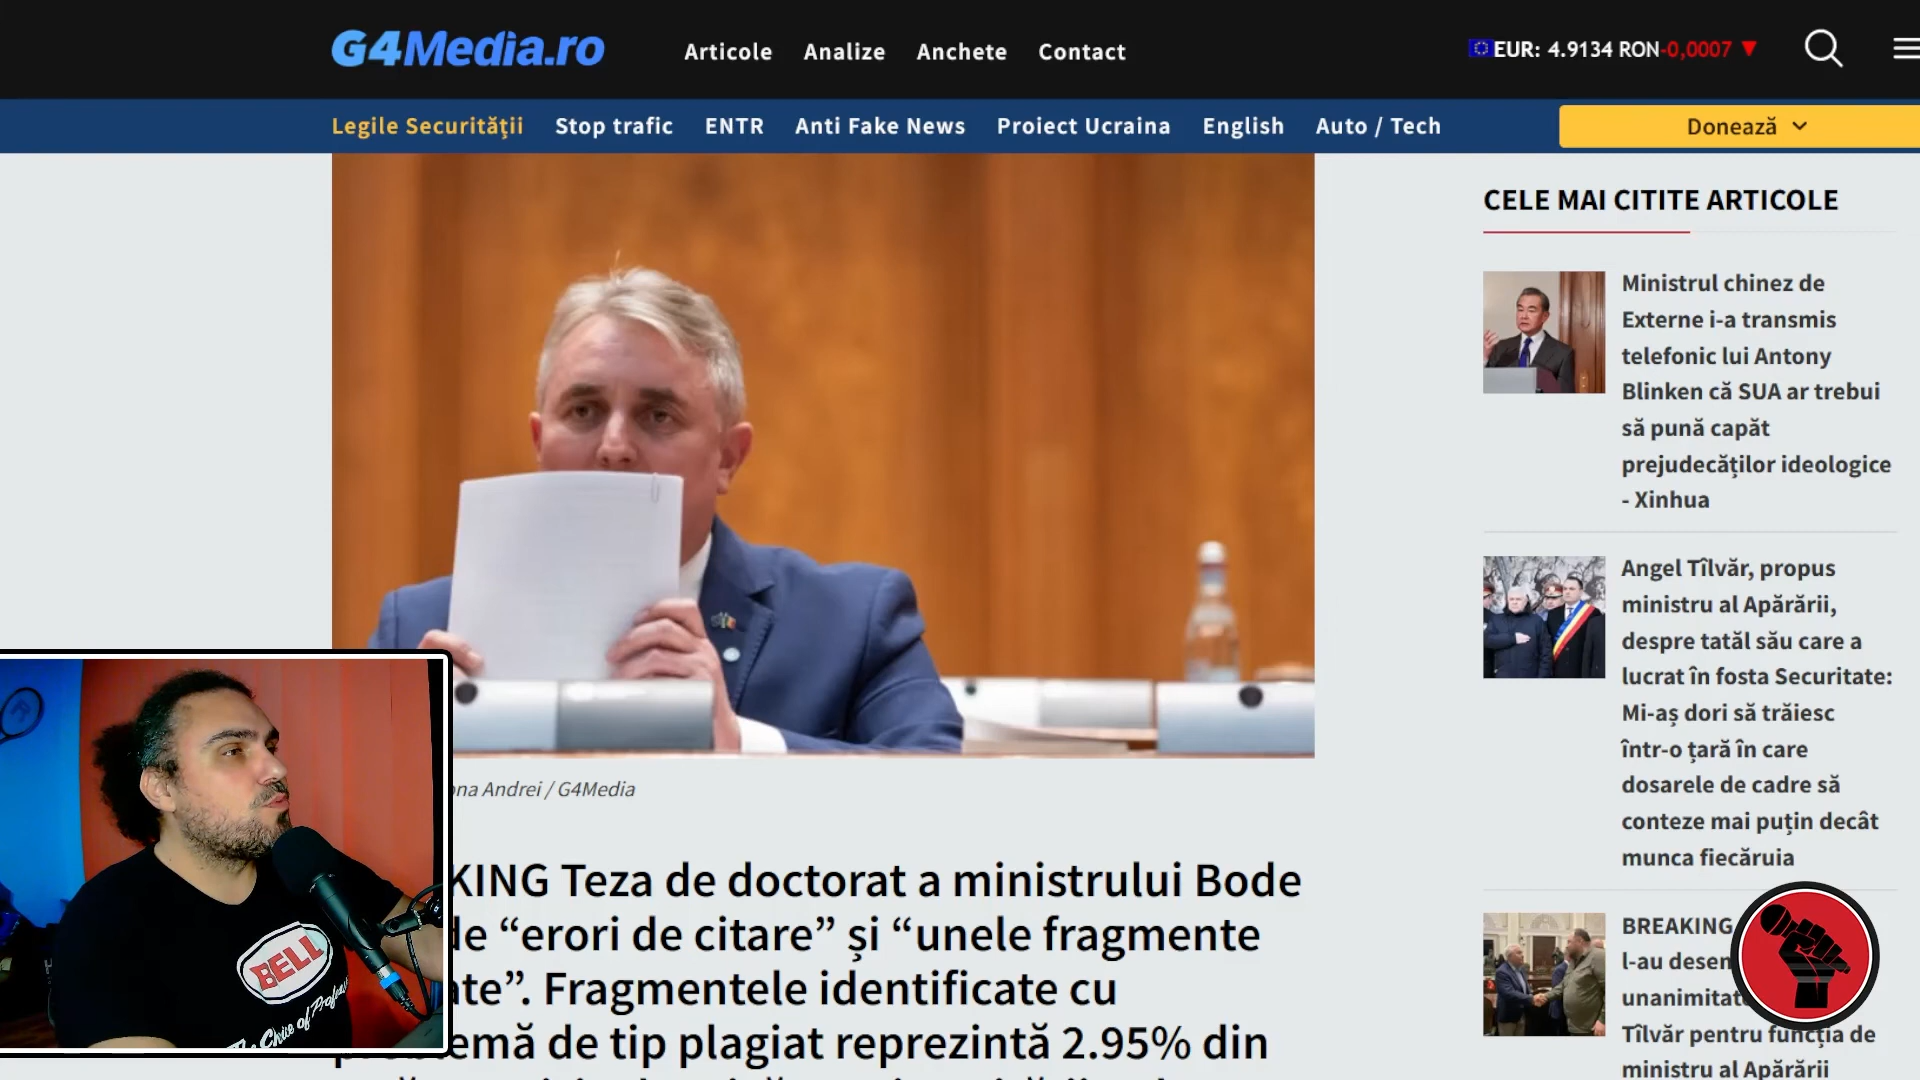 G4Media.ro
Articole Analize Anchete Contact
EUR: 4.9134 RON-0,0007
Legile Securității Stop trafic ENTR Anti Fake News Proiect Ucraina English Auto / Tech
Donează
CELE MAI CITITE ARTICOLE
Ministrul chinez de
Externe i-a transmis
telefonic lui Antony
Blinken că SUA ar trebui
să pună capăt
prejudecăților ideologice
- Xinhua
Angel Tîlvăr, propus
ministru al Apărării,
despre tatăl său care a
lucrat în fosta Securitate:
Mi-aș dori să trăiesc
într-o țară în care
dosarele de cadre să
conteze mai puțin decât
munca fiecăruia
BREAKING
l-au desen
unanimitat
Tîlvăr pentru funcția de
ministru al Apărării
ona Andrei / G4Media
KING Teza de doctorat a ministrului Bode
de “erori de citare” și “unele fragmente
ate”. Fragmentele identificate cu
problemă de tip plagiat reprezintă 2.95% din
BELL
The Choice of Profess